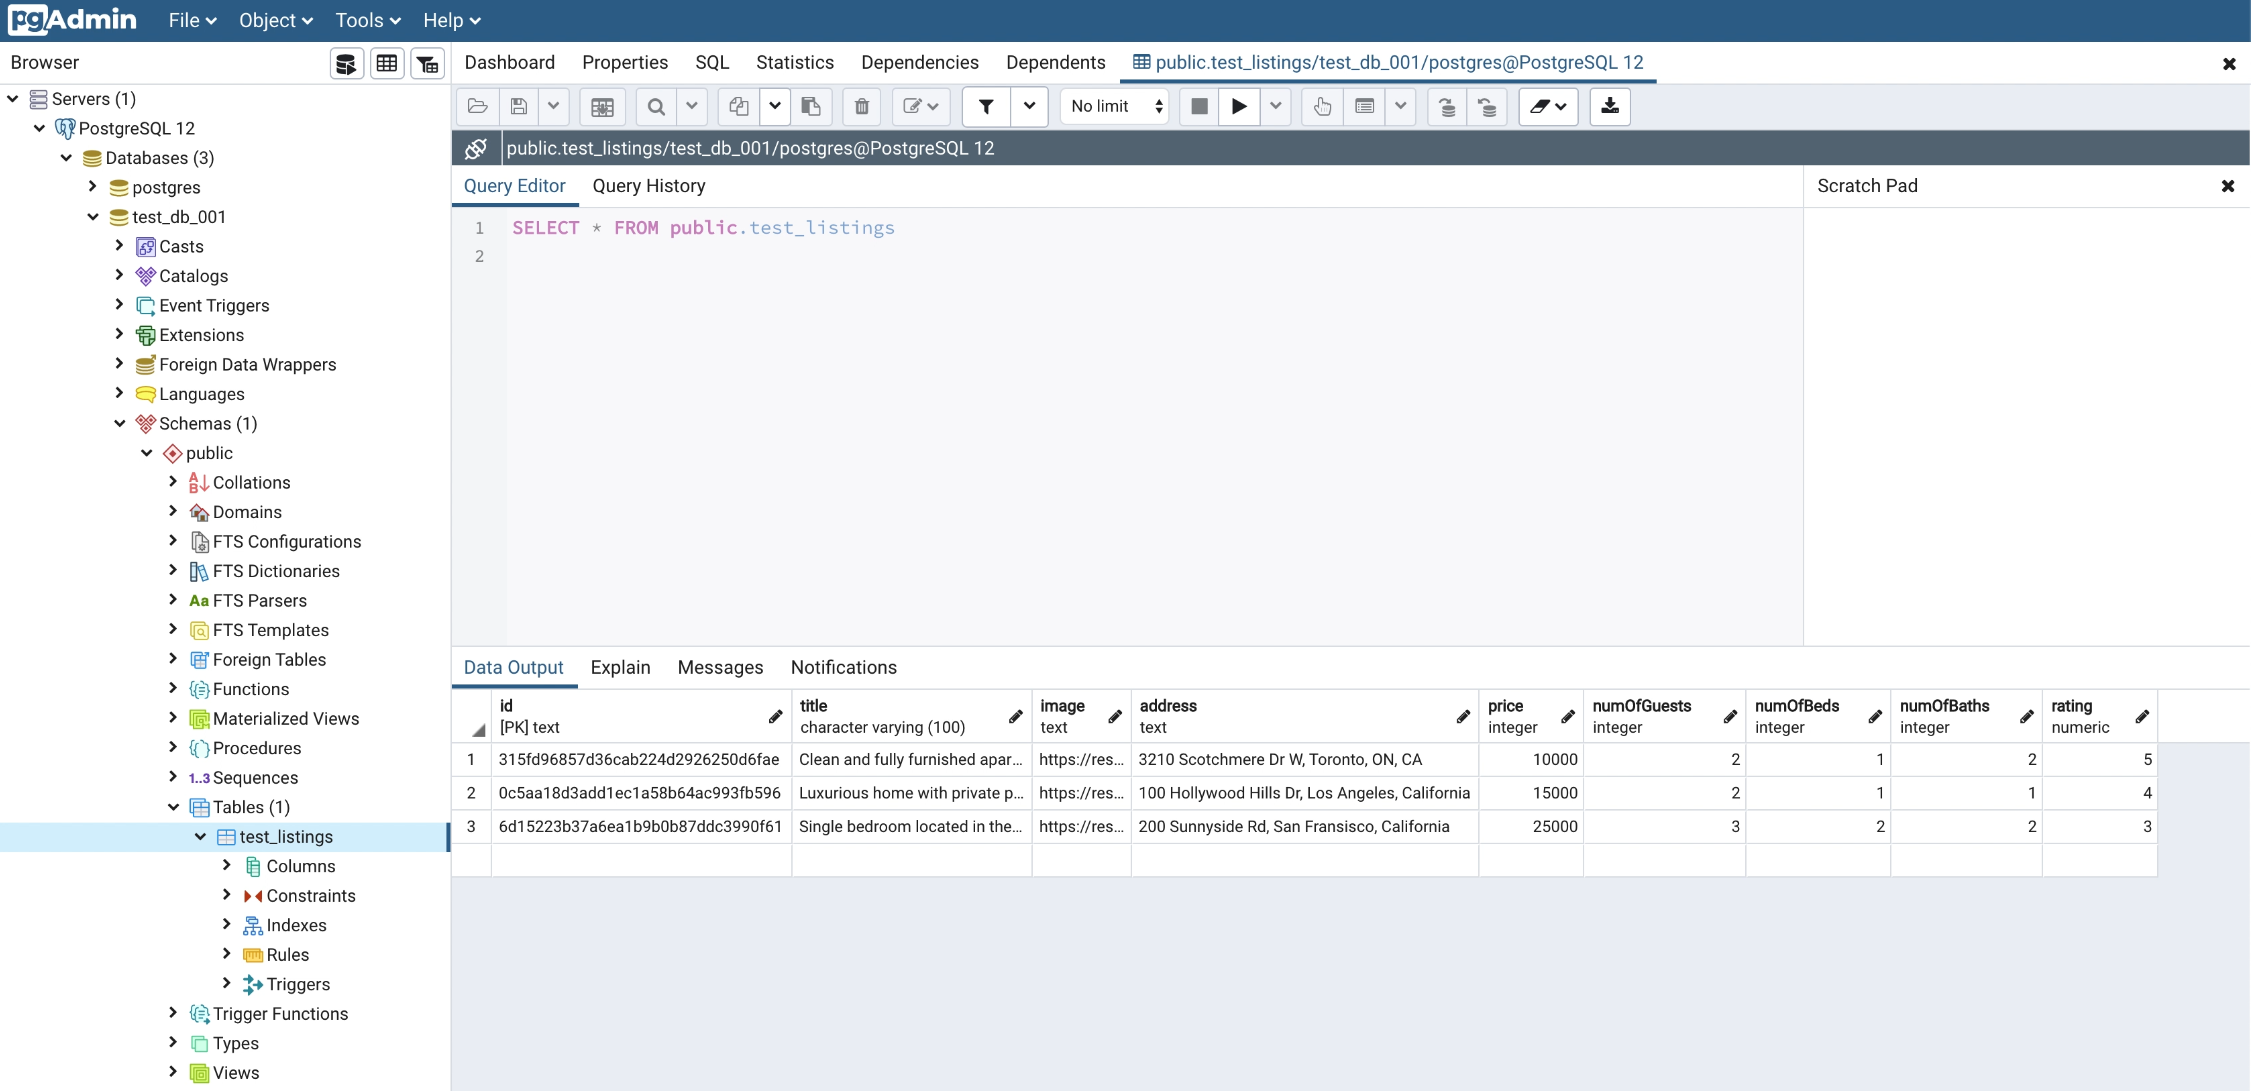 pgAdmin File Object Tools Help
Browser
Dashboard Properties SQL Statistics Dependencies Dependents public.test_listings/test_db_001/postgres@PostgreSQL 12
No limit
public.test_listings/test_db_001/postgres@PostgreSQL 12
Query Editor Query History
Scratch Pad
1 SELECT * FROM public.test_listings
2
Servers (1)
PostgreSQL 12
Databases (3)
postgres
test_db_001
Casts
Catalogs
Event Triggers
Extensions
Foreign Data Wrappers
Languages
Schemas (1)
public
Collations
Domains
FTS Configurations
FTS Dictionaries
Aa FTS Parsers
FTS Templates
Foreign Tables
Functions
Materialized Views
Procedures
1..3 Sequences
Tables (1)
test_listings
Columns
Constraints
Indexes
Rules
Triggers
Trigger Functions
Types
Views
Data Output Explain Messages Notifications
id title image address price numOfGuests numOfBeds numOfBaths rating
[PK] text character varying (100) text text integer integer integer integer numeric
1 315fd96857d36cab224d2926250d6fae Clean and fully furnished apar... https://res... 3210 Scotchmere Dr W, Toronto, ON, CA 10000 2 1 2 5
2 0c5aa18d3add1ec1a58b64ac993fb596 Luxurious home with private p... https://res... 100 Hollywood Hills Dr, Los Angeles, California 15000 2 1 1 4
3 6d15223b37a6ea1b9b0b87ddc3990f61 Single bedroom located in the... https://res... 200 Sunnyside Rd, San Fransisco, California 25000 3 2 2 3